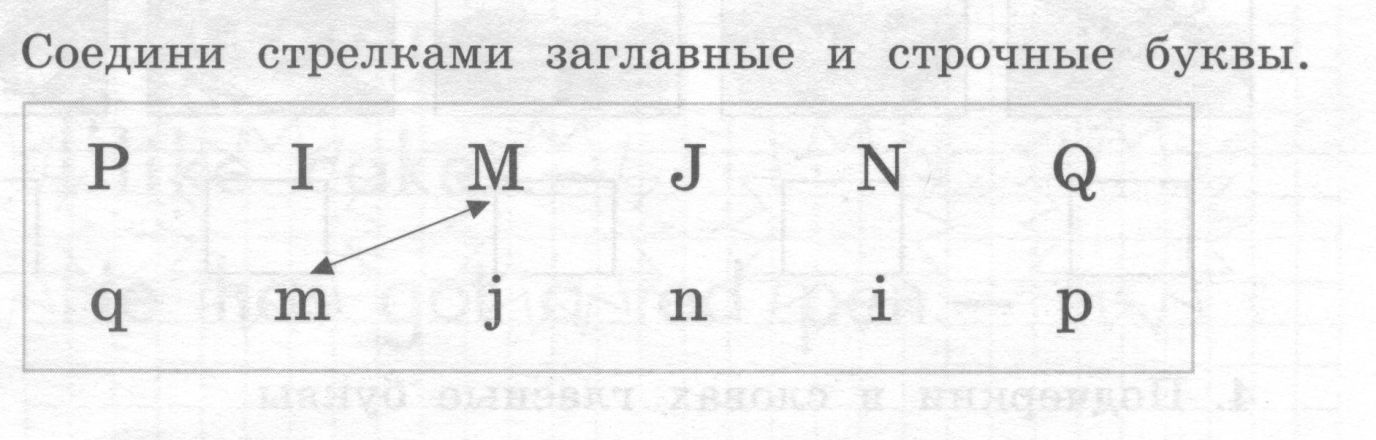 Соедини стрелками заглавные и строчные буквы.
P I M J N Q
q m j n i p